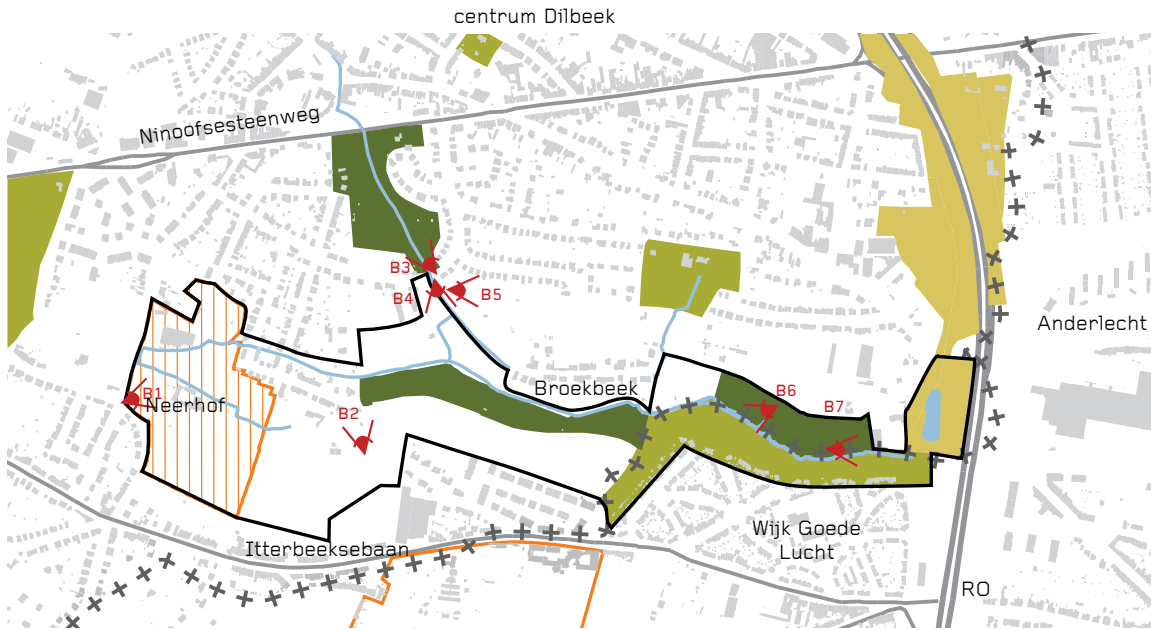 centrum Dilbeek
Ninoofsesteenweg
B3
B4
B5
Anderlecht
Broekbeek
B1
Neerhof
B2
B6
B7
Wijk Goede
Lucht
Itterbeeksebaan
RO